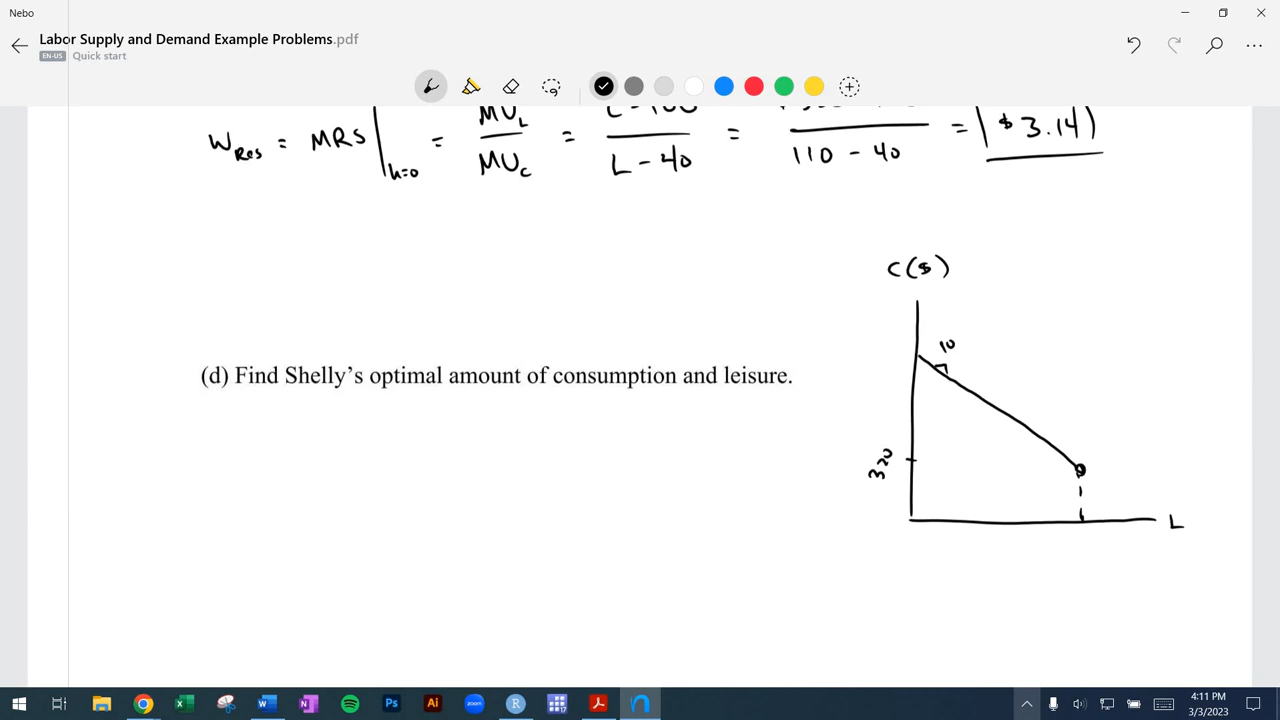 Nebo
Labor Supply and Demand Example Problems.pdf
EN-US Quick start
W_Res = MRS |_h=0 = MU_L / MU_C = / L - 40 = / 110 - 40 = $ 3.14
C($)
10
(d) Find Shelly’s optimal amount of consumption and leisure.
320
L
4:11 PM
3/3/2023